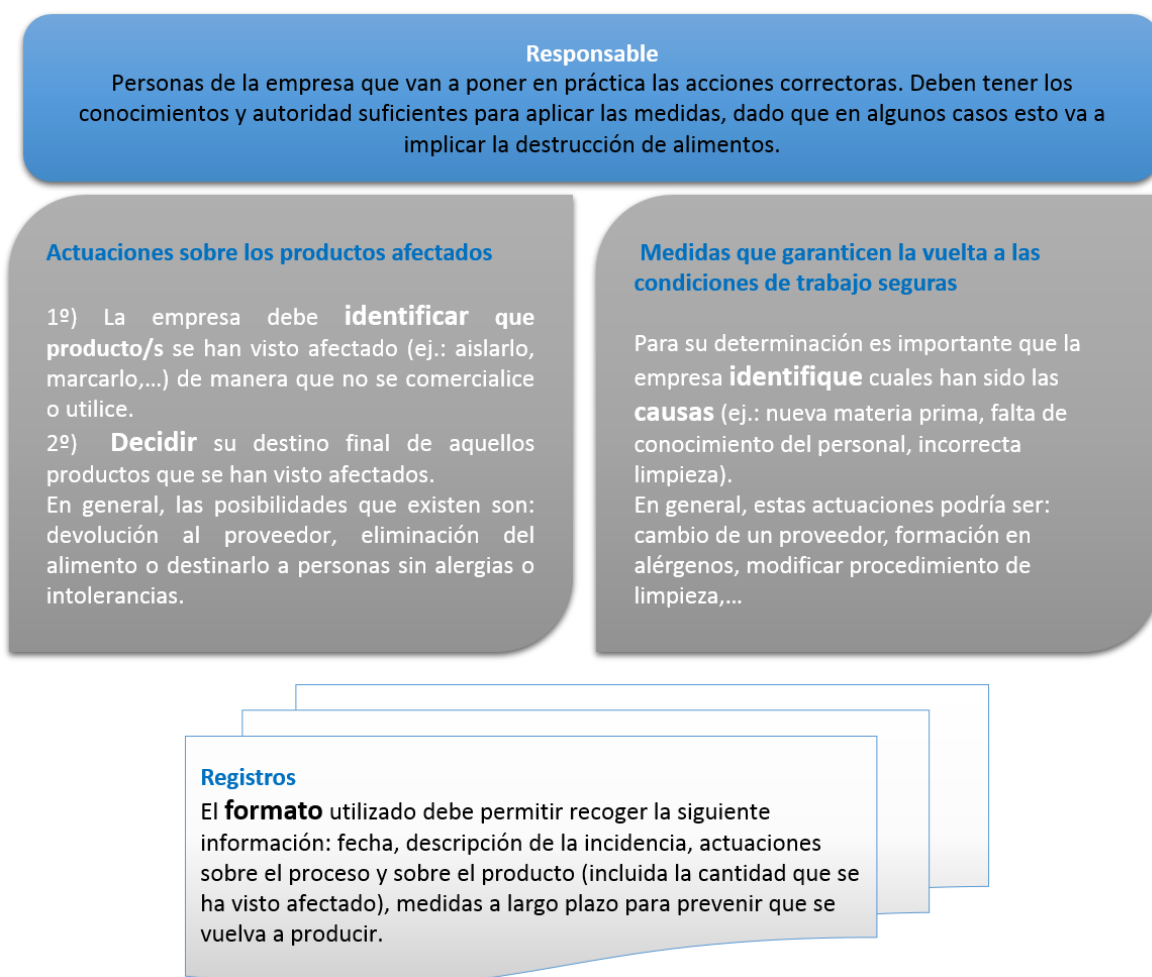 Responsable
Personas de la empresa que van a poner en práctica las acciones correctoras. Deben tener los
conocimientos y autoridad suficientes para aplicar las medidas, dado que en algunos casos esto va a
implicar la destrucción de alimentos.
Actuaciones sobre los productos afectados
1º) La empresa debe identificar que
producto/s se han visto afectado (ej.: aislarlo,
marcarlo,...) de manera que no se comercialice
o utilice.
2º) Decidir su destino final de aquellos
productos que se han visto afectados.
En general, las posibilidades que existen son:
devolución al proveedor, eliminación del
alimento o destinarlo a personas sin alergias o
intolerancias.
Medidas que garanticen la vuelta a las
condiciones de trabajo seguras
Para su determinación es importante que la
empresa identifique cuales han sido las
causas (ej.: nueva materia prima, falta de
conocimiento del personal, incorrecta
limpieza).
En general, estas actuaciones podría ser:
cambio de un proveedor, formación en
alérgenos, modificar procedimiento de
limpieza,...
Registros
El formato utilizado debe permitir recoger la siguiente
información: fecha, descripción de la incidencia, actuaciones
sobre el proceso y sobre el producto (incluida la cantidad que se
ha visto afectado), medidas a largo plazo para prevenir que se
vuelva a producir.